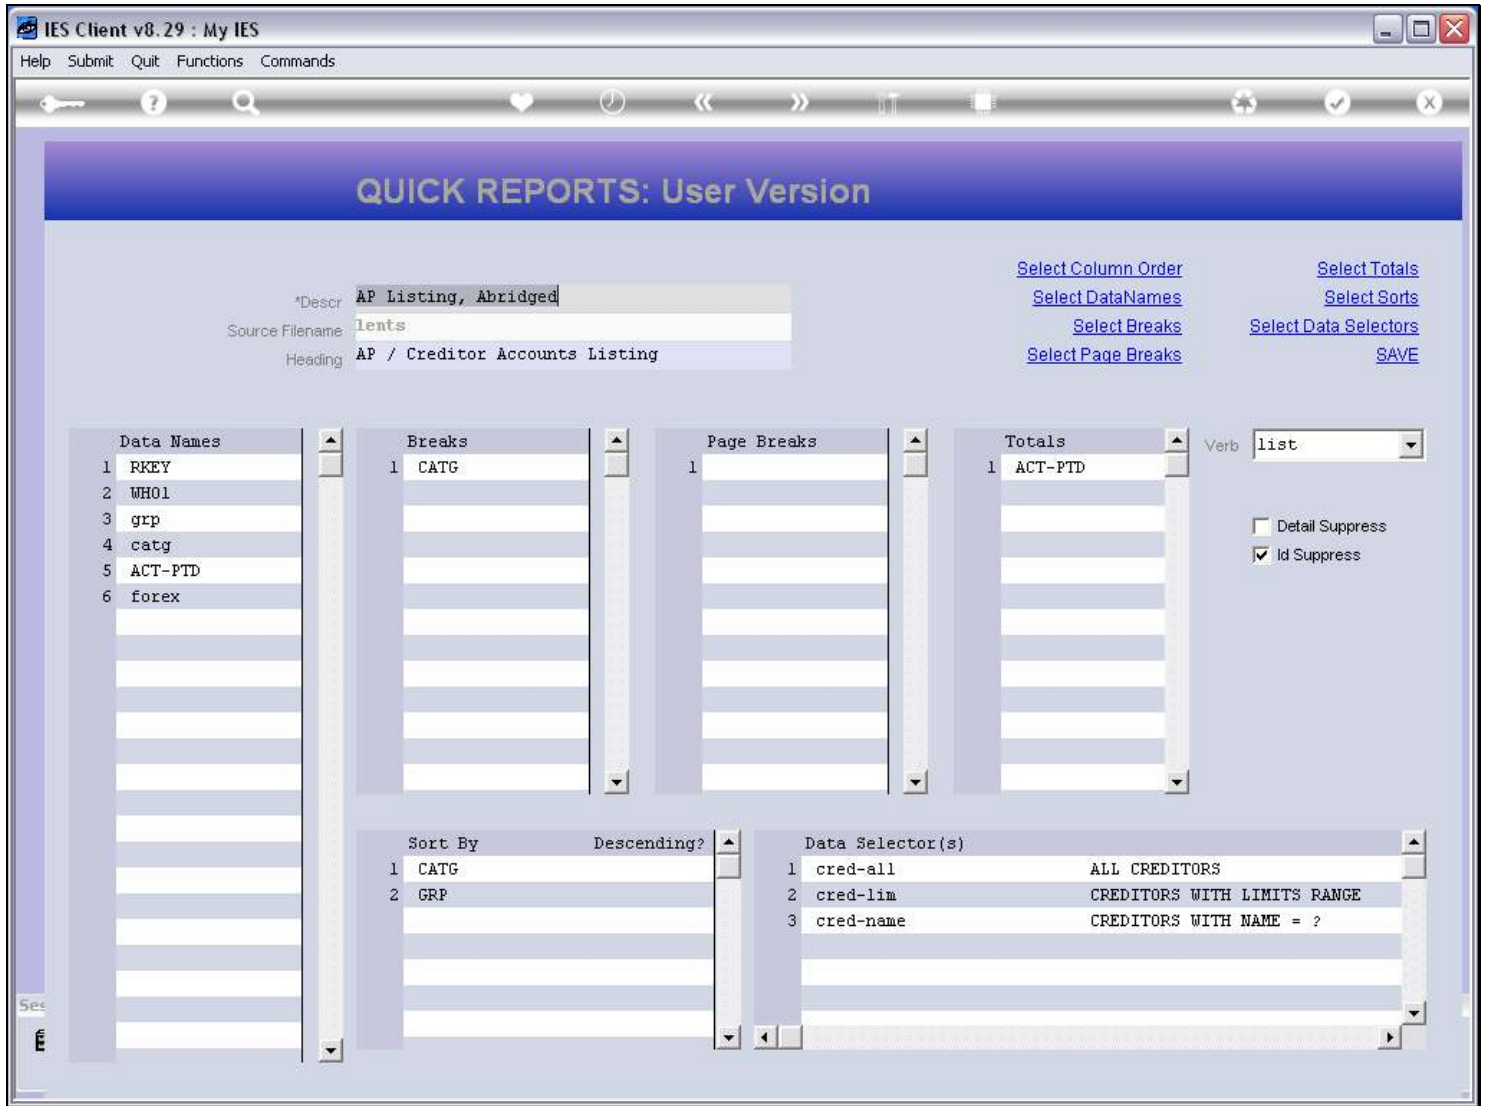 IES Client v8.29 : My IES
Help Submit Quit Functions Commands
QUICK REPORTS: User Version
Select Column Order Select Totals
*Descr AP Listing, Abridged Select DataNames Select Sorts
Source Filename lents Select Breaks Select Data Selectors
Heading AP / Creditor Accounts Listing Select Page Breaks SAVE
Data Names Breaks Page Breaks Totals Verb list
1 RKEY 1 CATG 1 1 ACT-PTD
2 WHO1
3 grp Detail Suppress
4 catg Id Suppress
5 ACT-PTD
6 forex
Sort By Descending? Data Selector(s)
1 CATG 1 cred-all ALL CREDITORS
2 GRP 2 cred-lim CREDITORS WITH LIMITS RANGE
3 cred-name CREDITORS WITH NAME = ?
Ses